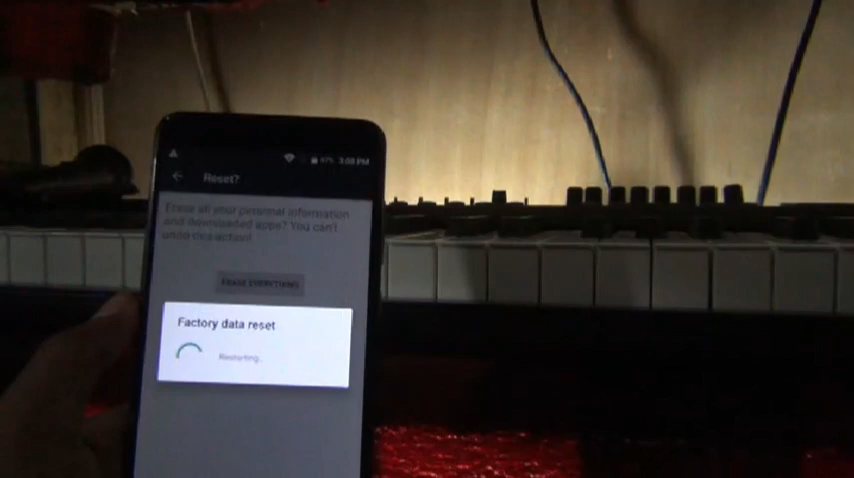 67% 3:08 PM
Reset?
Erase all your personal information
and downloaded apps? You can't
undo this action!
ERASE EVERYTHING
Factory data reset
Restarting...